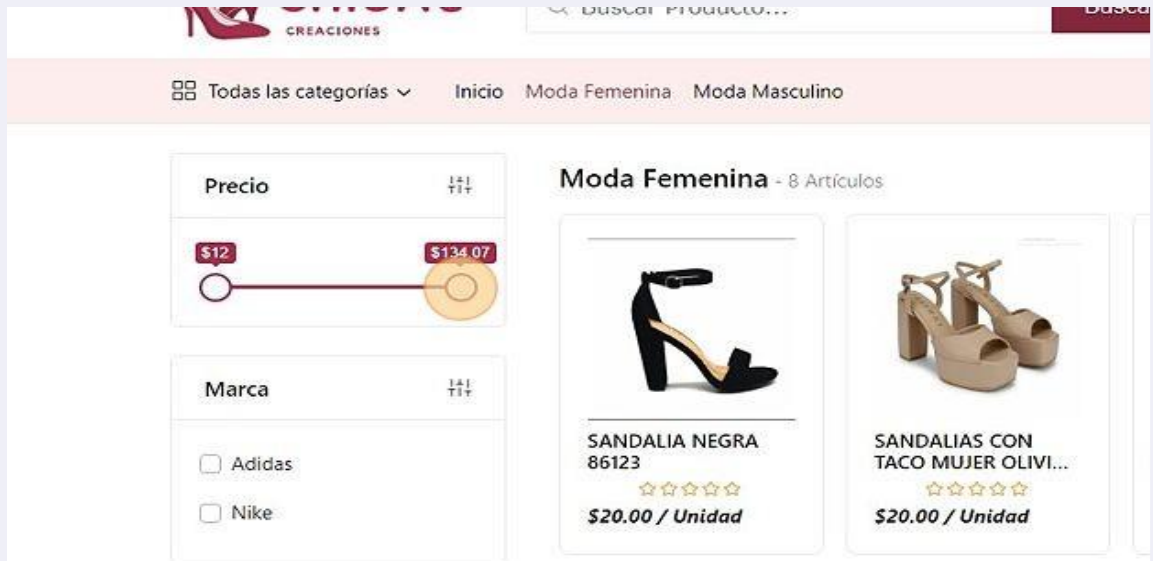 CREACIONES
Buscar Producto...
Todas las categorías
Inicio
Moda Femenina
Moda Masculino
Precio
$12
$134.07
Marca
Adidas
Nike
Moda Femenina - 8 Artículos
SANDALIA NEGRA
86123
$20.00 / Unidad
SANDALIAS CON
TACO MUJER OLIVI...
$20.00 / Unidad